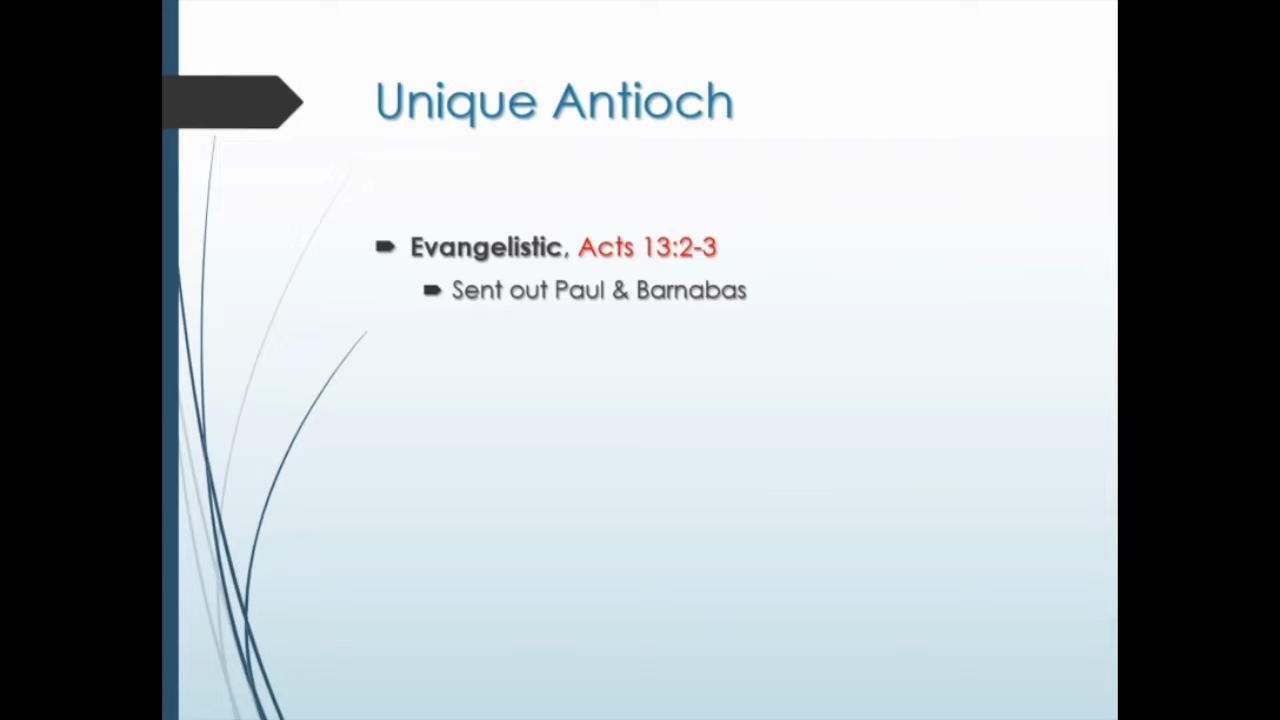 Unique Antioch
Evangelistic, Acts 13:2-3
Sent out Paul & Barnabas